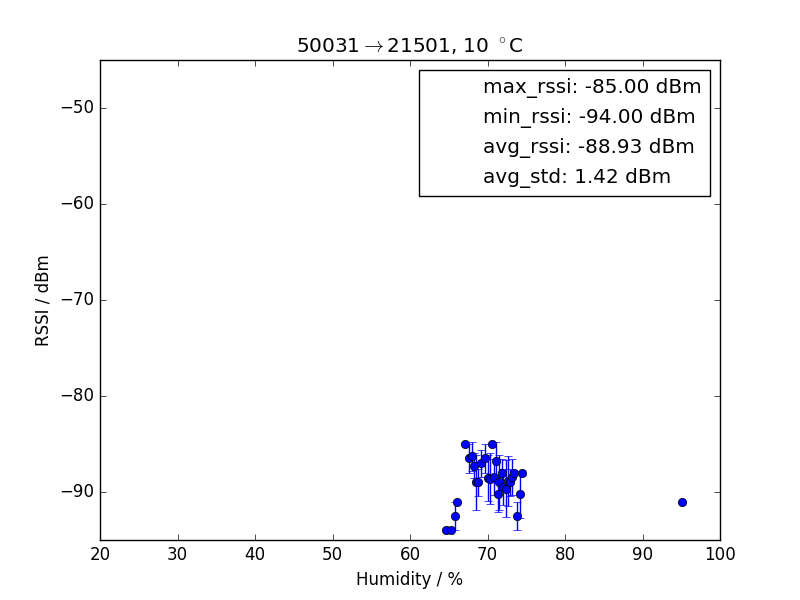 50031→21501, 10 °C
max_rssi: -85.00 dBm
min_rssi: -94.00 dBm
avg_rssi: -88.93 dBm
avg_std: 1.42 dBm
RSSI / dBm
−50
−60
−70
−80
−90
20 30 40 50 60 70 80 90 100
Humidity / %